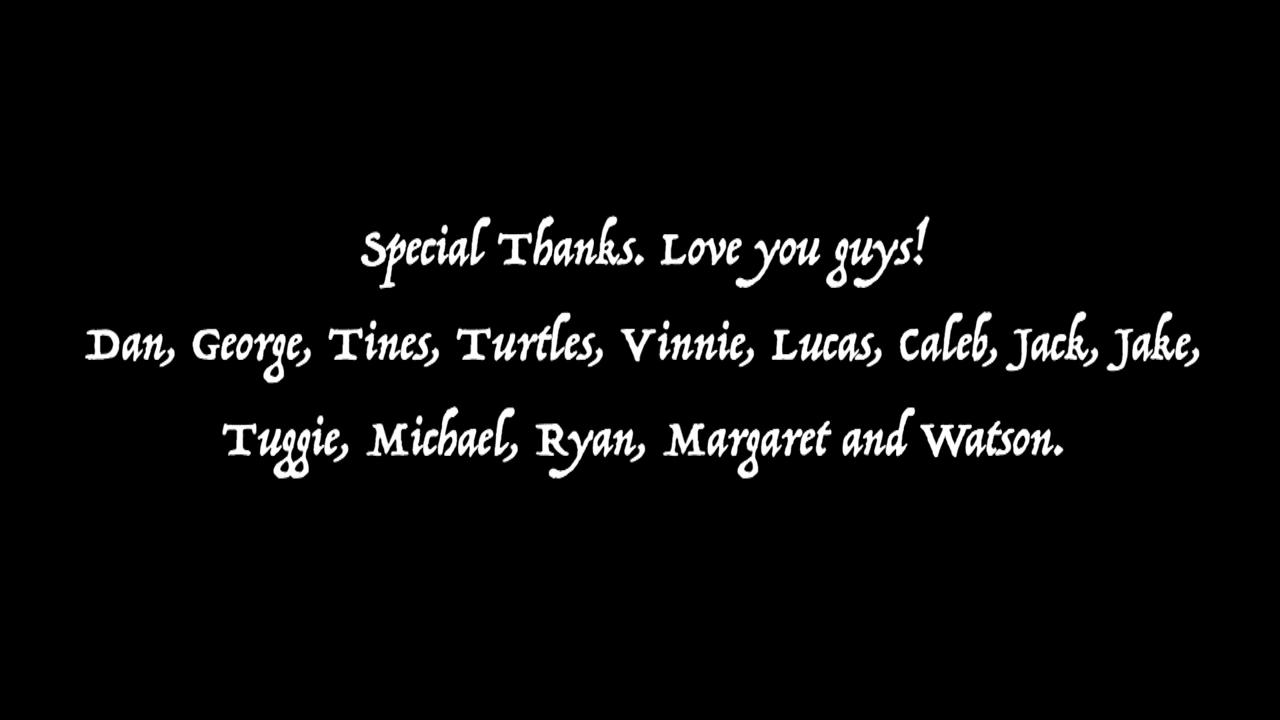 Special Thanks. Love you guys!
Dan, George, Tines, Turtles, Vinnie, Lucas, Caleb, Jack, Jake,
Tuggie, Michael, Ryan, Margaret and Watson.